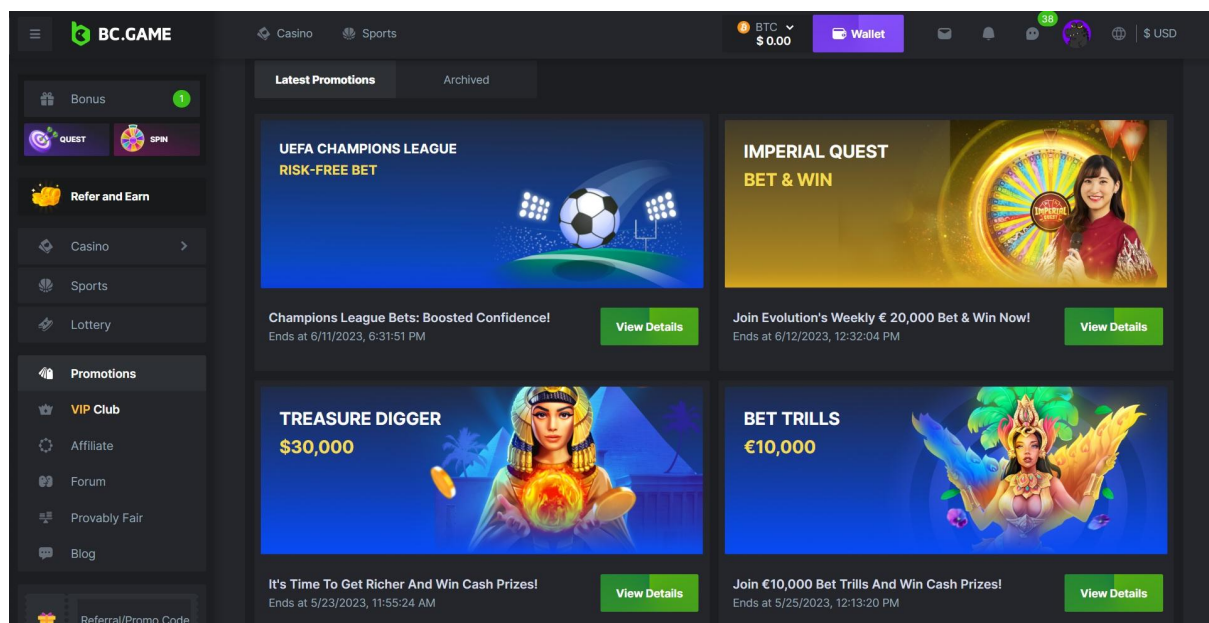 BC.GAME
Casino
Sports
BTC
$ 0.00
Wallet
38
$ USD
Bonus
1
QUEST
SPIN
Refer and Earn
Casino
Sports
Lottery
Promotions
VIP Club
Affiliate
Forum
Provably Fair
Blog
Referral/Promo Code
Latest Promotions
Archived
UEFA CHAMPIONS LEAGUE
RISK-FREE BET
Champions League Bets: Boosted Confidence!
Ends at 6/11/2023, 6:31:51 PM
View Details
IMPERIAL QUEST
BET & WIN
IMPERIAL
QUEST
Join Evolution's Weekly € 20,000 Bet & Win Now!
Ends at 6/12/2023, 12:32:04 PM
View Details
TREASURE DIGGER
$30,000
It's Time To Get Richer And Win Cash Prizes!
Ends at 5/23/2023, 11:55:24 AM
View Details
BET TRILLS
€10,000
Join €10,000 Bet Trills And Win Cash Prizes!
Ends at 5/25/2023, 12:13:20 PM
View Details